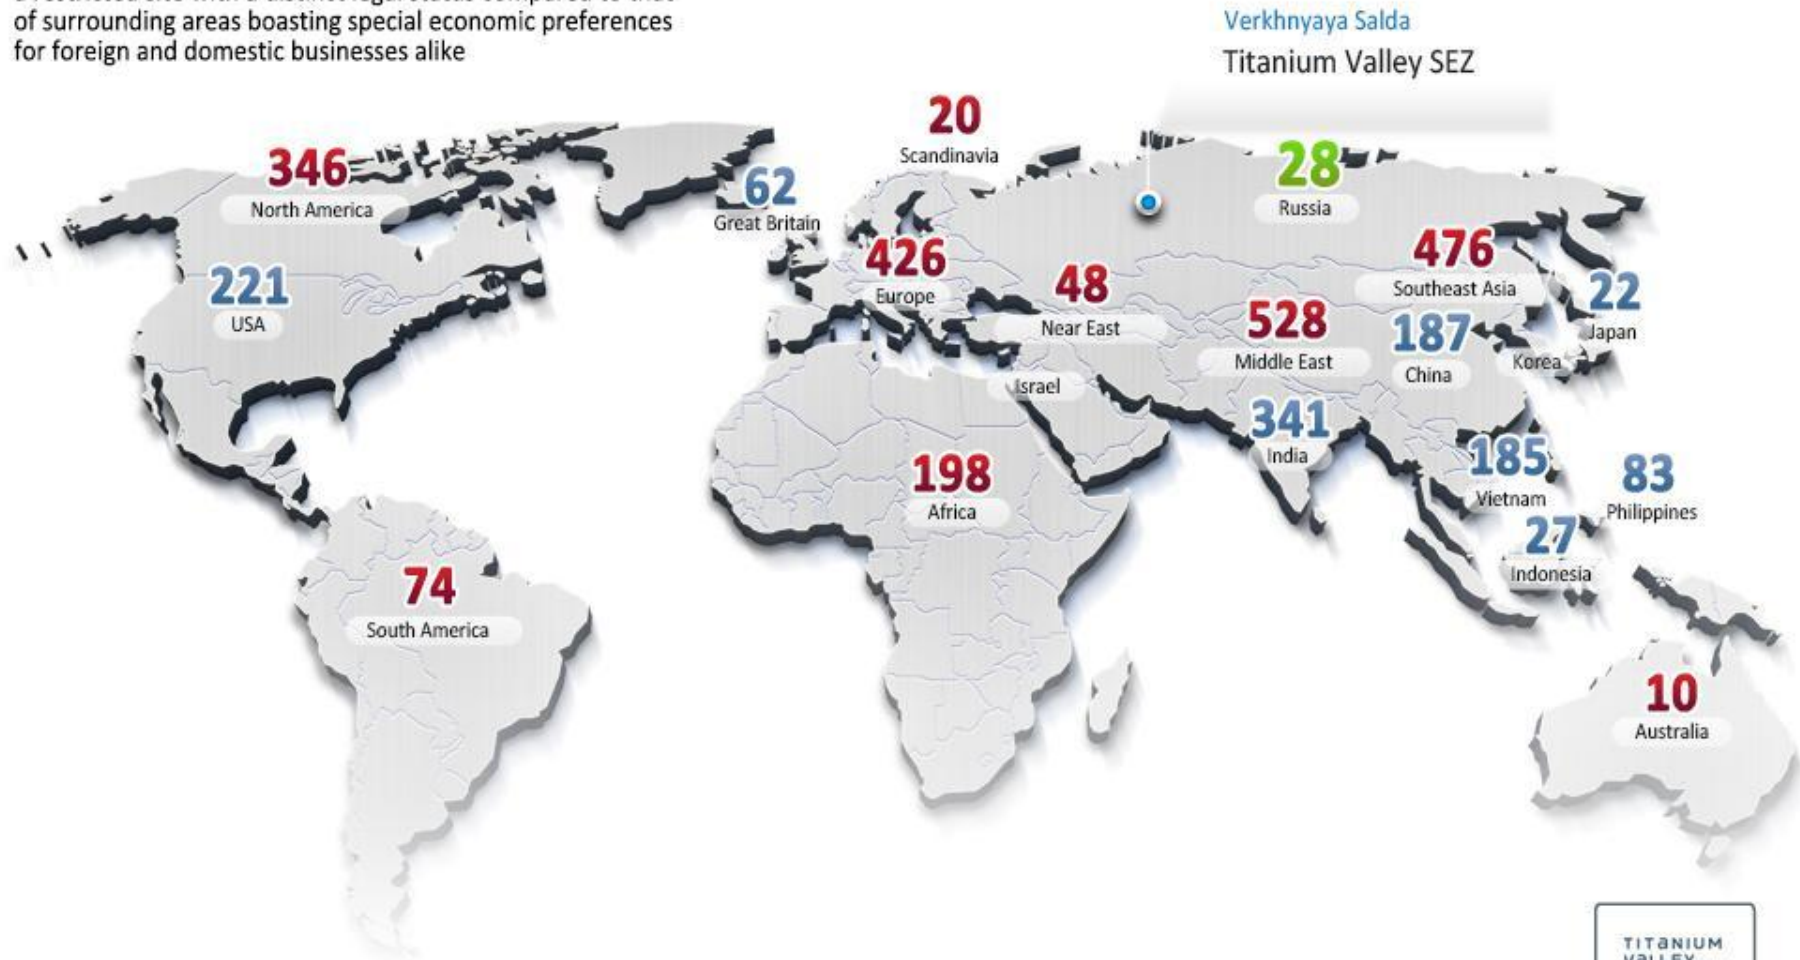 of surrounding areas boasting special economic preferences
for foreign and domestic businesses alike
Verkhnyaya Salda
Titanium Valley SEZ
20
Scandinavia
346
North America
28
Russia
62
Great Britain
426
Europe
476
Southeast Asia
221
USA
48
Near East
22
Japan
528
Middle East
187
China
Korea
Israel
341
India
198
Africa
185
Vietnam
83
Philippines
27
Indonesia
74
South America
10
Australia
TITANIUM
VALLEY